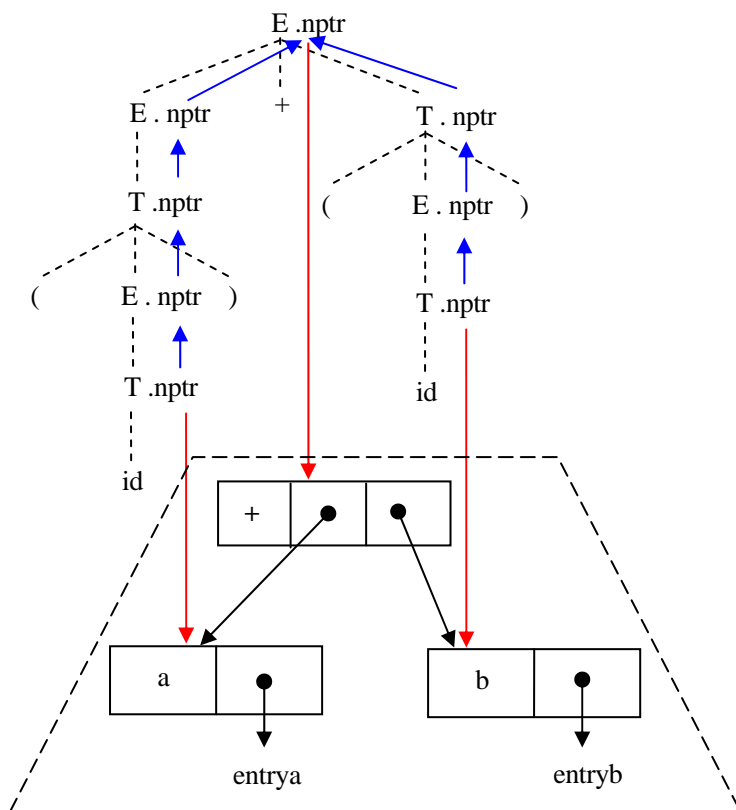 E .nptr
E . nptr + T . nptr
T .nptr ( E . nptr )
( E . nptr ) T .nptr
T .nptr id
id
+
a b
entrya entryb